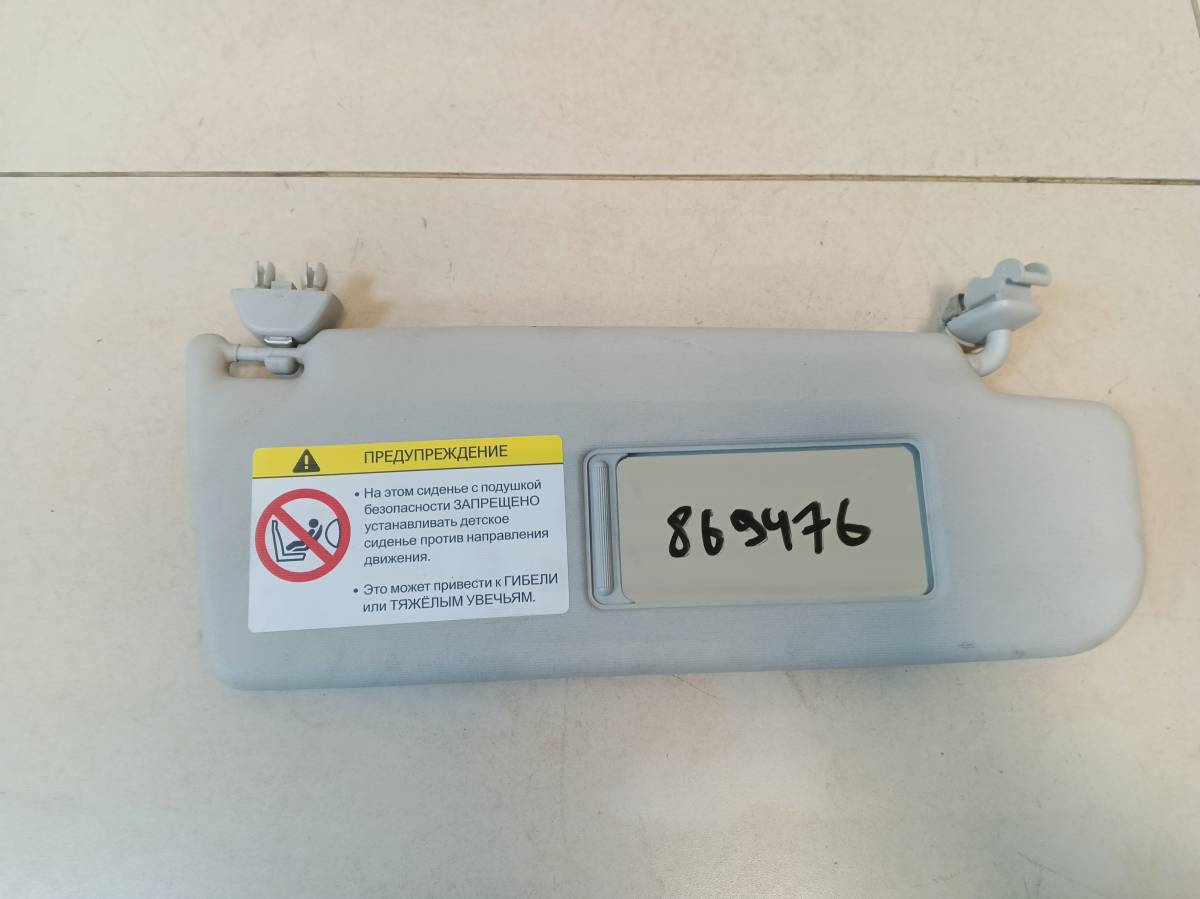 ПРЕДУПРЕЖДЕНИЕ
• На этом сиденье с подушкой
безопасности ЗАПРЕЩЕНО
устанавливать детское
сиденье против направления
движения.
• Это может привести к ГИБЕЛИ
или ТЯЖЁЛЫМ УВЕЧЬЯМ.
869476